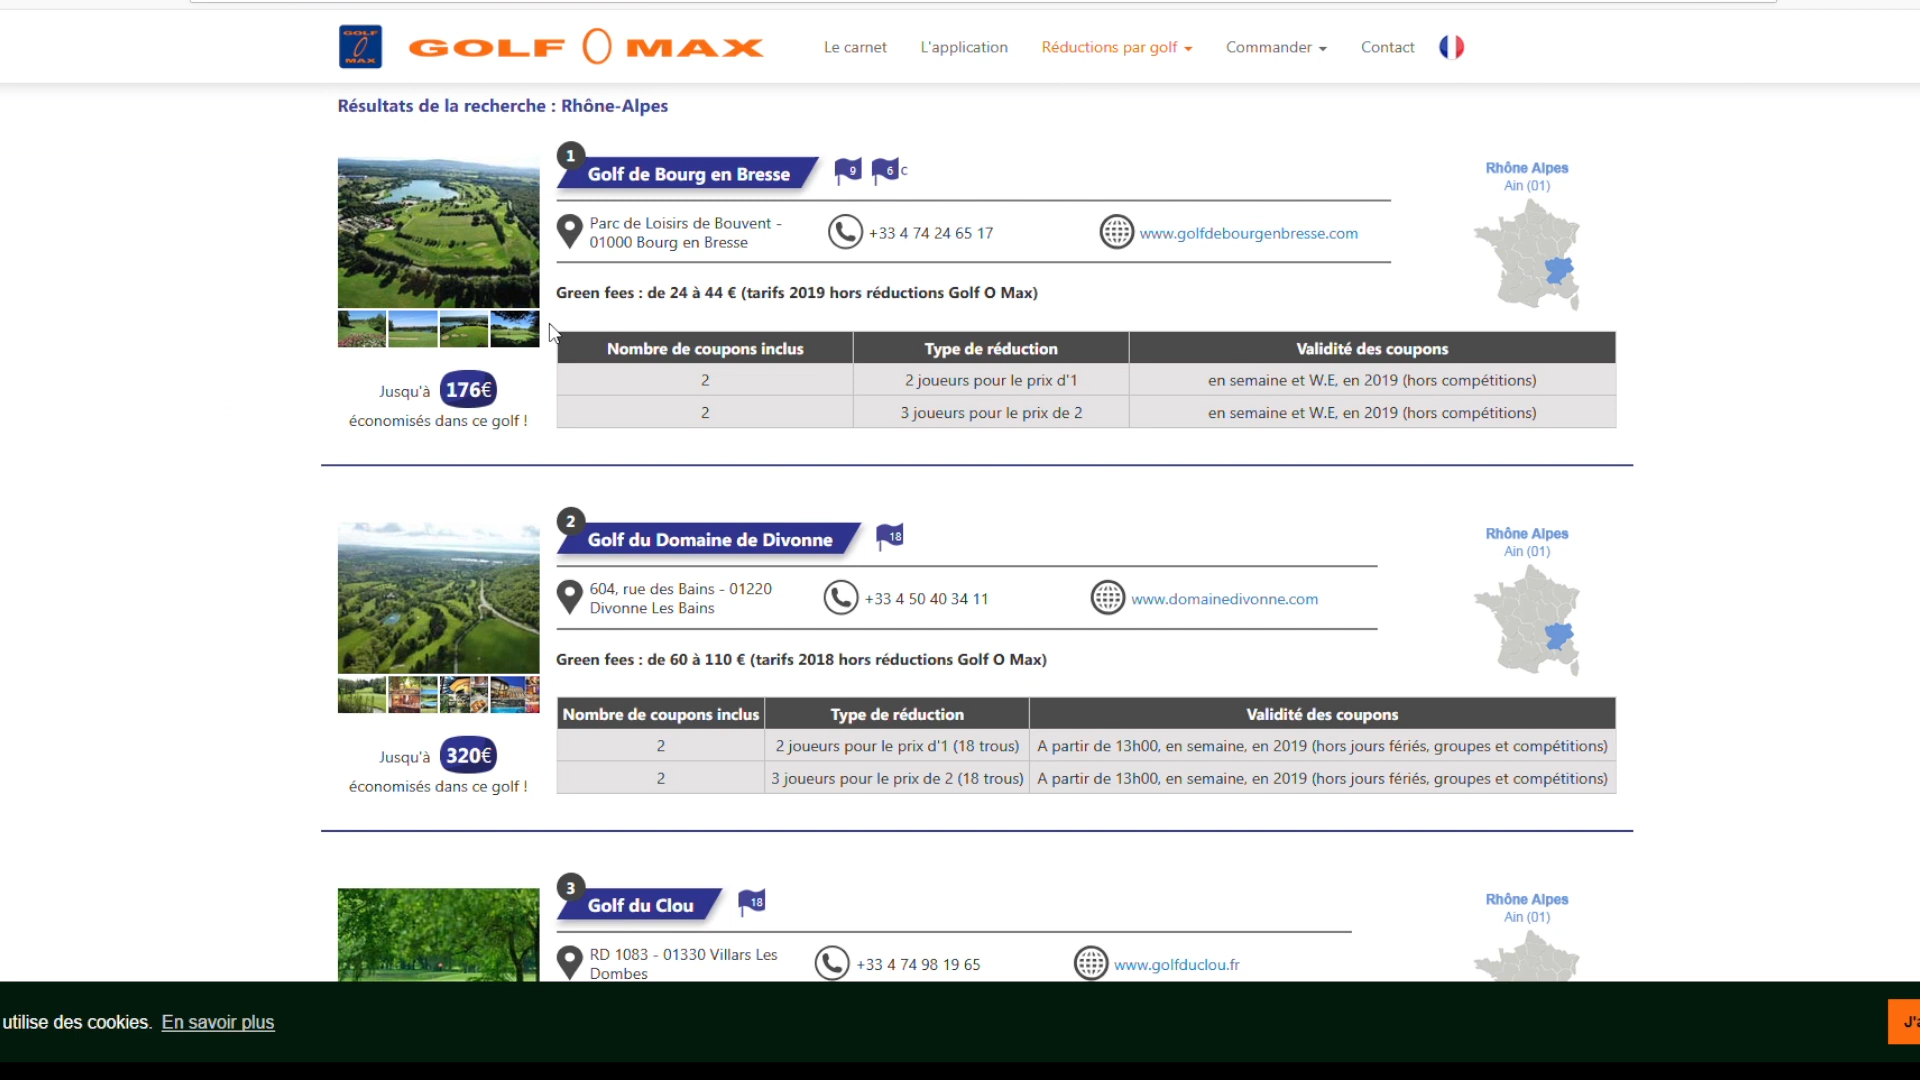 GOLF O MAX
GOLF O MAX
Le carnet
L'application
Réductions par golf
Commander
Contact
Résultats de la recherche : Rhône-Alpes
1
Golf de Bourg en Bresse
9
6 C
Rhône Alpes
Ain (01)
Parc de Loisirs de Bouvent -
01000 Bourg en Bresse
+33 4 74 24 65 17
www.golfdebourgenbresse.com
Green fees : de 24 à 44 € (tarifs 2019 hors réductions Golf O Max)
Nombre de coupons inclus Type de réduction Validité des coupons
2 2 joueurs pour le prix d'1 en semaine et W.E, en 2019 (hors compétitions)
2 3 joueurs pour le prix de 2 en semaine et W.E, en 2019 (hors compétitions)
Jusqu'à 176€
économisés dans ce golf !
2
Golf du Domaine de Divonne
18
Rhône Alpes
Ain (01)
604, rue des Bains - 01220
Divonne Les Bains
+33 4 50 40 34 11
www.domainedivonne.com
Green fees : de 60 à 110 € (tarifs 2018 hors réductions Golf O Max)
Nombre de coupons inclus Type de réduction Validité des coupons
2 2 joueurs pour le prix d'1 (18 trous) A partir de 13h00, en semaine, en 2019 (hors jours fériés, groupes et compétitions)
2 3 joueurs pour le prix de 2 (18 trous) A partir de 13h00, en semaine, en 2019 (hors jours fériés, groupes et compétitions)
Jusqu'à 320€
économisés dans ce golf !
3
Golf du Clou
18
Rhône Alpes
Ain (01)
RD 1083 - 01330 Villars Les
Dombes
+33 4 74 98 19 65
www.golfduclou.fr
utilise des cookies. En savoir plus